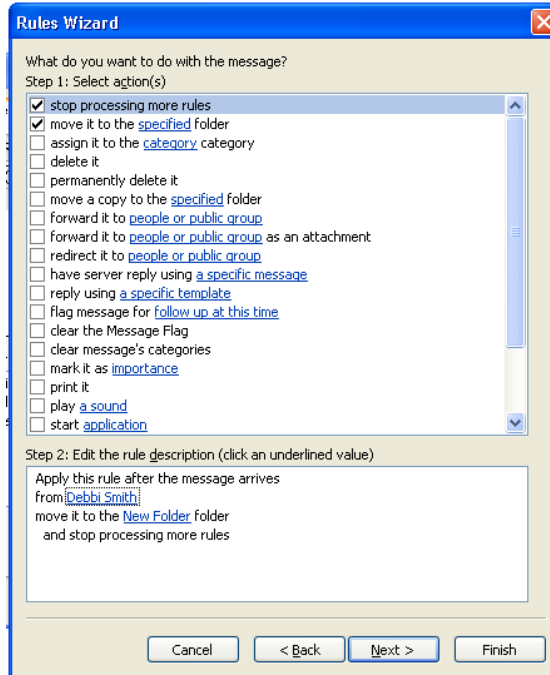 Rules Wizard
What do you want to do with the message?
Step 1: Select action(s)
stop processing more rules
move it to the specified folder
assign it to the category category
delete it
permanently delete it
move a copy to the specified folder
forward it to people or public group
forward it to people or public group as an attachment
redirect it to people or public group
have server reply using a specific message
reply using a specific template
flag message for follow up at this time
clear the Message Flag
clear message's categories
mark it as importance
print it
play a sound
start application
Step 2: Edit the rule description (click an underlined value)
Apply this rule after the message arrives
from Debbi Smith
move it to the New Folder folder
and stop processing more rules
Cancel < Back Next > Finish